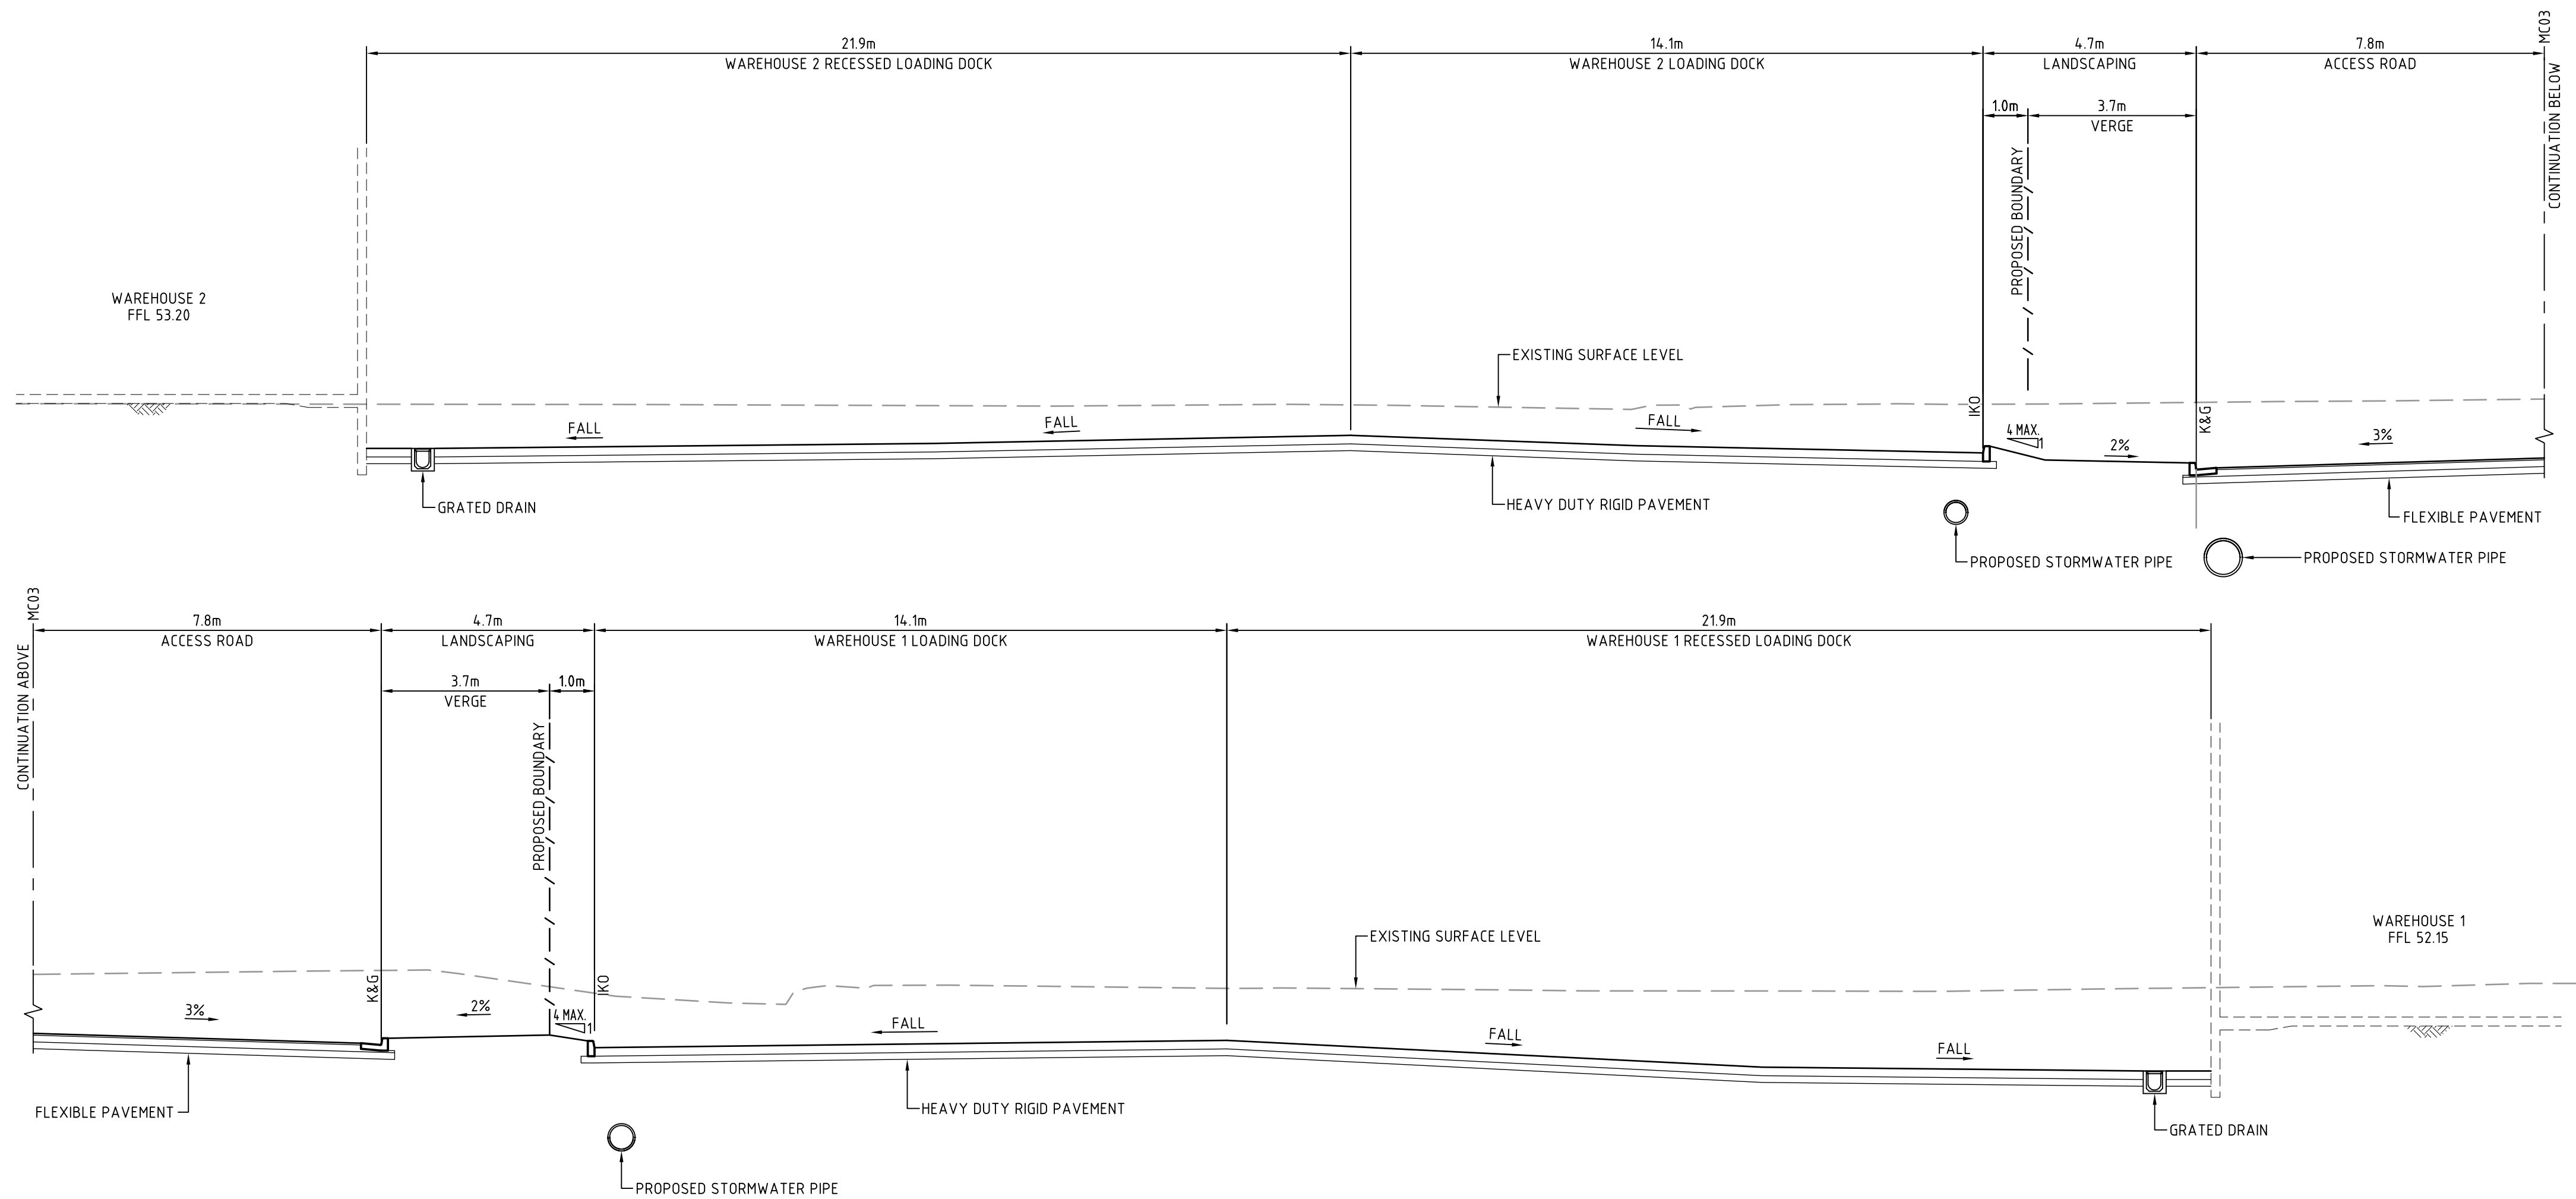 MC03
21.9m
WAREHOUSE 2 RECESSED LOADING DOCK
14.1m
WAREHOUSE 2 LOADING DOCK
4.7m
LANDSCAPING
7.8m
ACCESS ROAD
CONTINUATION BELOW
1.0m
3.7m
VERGE
PROPOSED BOUNDARY
WAREHOUSE 2
FFL 53.20
EXISTING SURFACE LEVEL
IKO
K&G
FALL
FALL
FALL
4 MAX.
1
2%
3%
GRATED DRAIN
HEAVY DUTY RIGID PAVEMENT
FLEXIBLE PAVEMENT
PROPOSED STORMWATER PIPE
PROPOSED STORMWATER PIPE
MC03
7.8m
ACCESS ROAD
4.7m
LANDSCAPING
14.1m
WAREHOUSE 1 LOADING DOCK
21.9m
WAREHOUSE 1 RECESSED LOADING DOCK
CONTINUATION ABOVE
3.7m
VERGE
1.0m
PROPOSED BOUNDARY
WAREHOUSE 1
FFL 52.15
EXISTING SURFACE LEVEL
K&G
IKO
3%
2%
4 MAX.
1
FALL
FALL
FALL
FLEXIBLE PAVEMENT
HEAVY DUTY RIGID PAVEMENT
GRATED DRAIN
PROPOSED STORMWATER PIPE